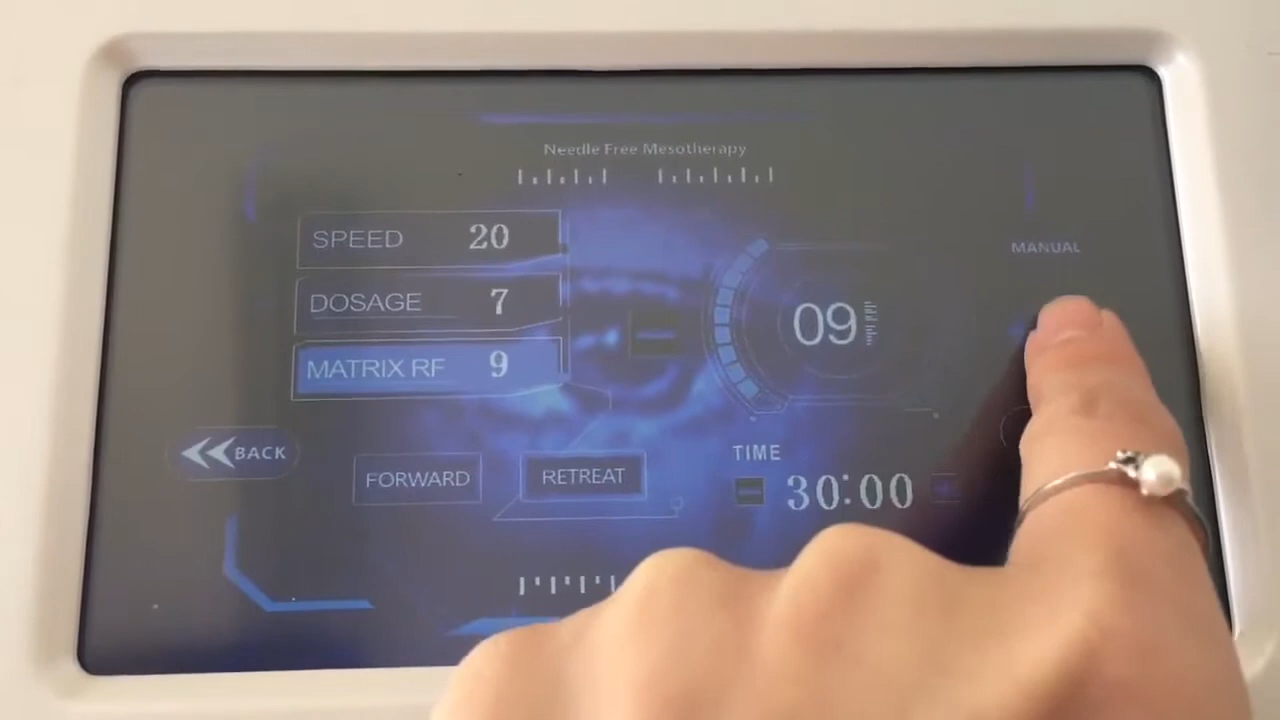 Needle Free Mesotherapy
SPEED 20
DOSAGE 7
MATRIX RF 9
09
MANUAL
BACK
FORWARD
RETREAT
TIME
30:00